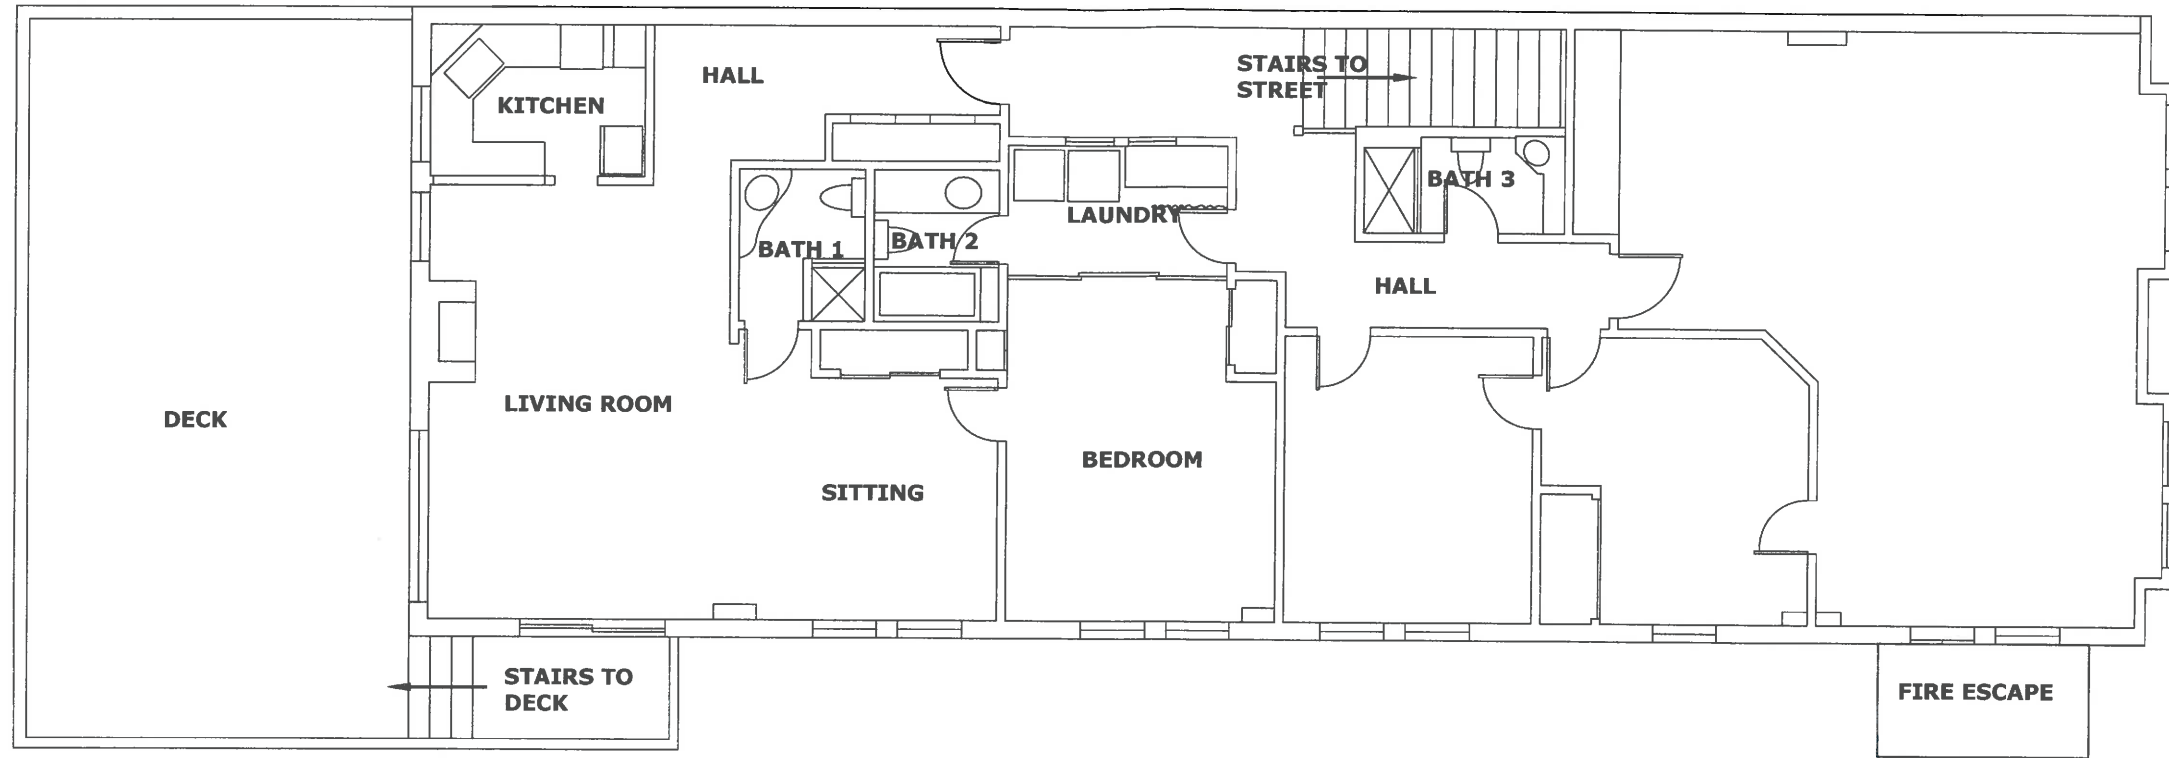 HALL
STAIRS TO
STREET
KITCHEN
BATH 3
LAUNDRY
BATH 1
BATH 2
HALL
LIVING ROOM
DECK
BEDROOM
SITTING
STAIRS TO
DECK
FIRE ESCAPE